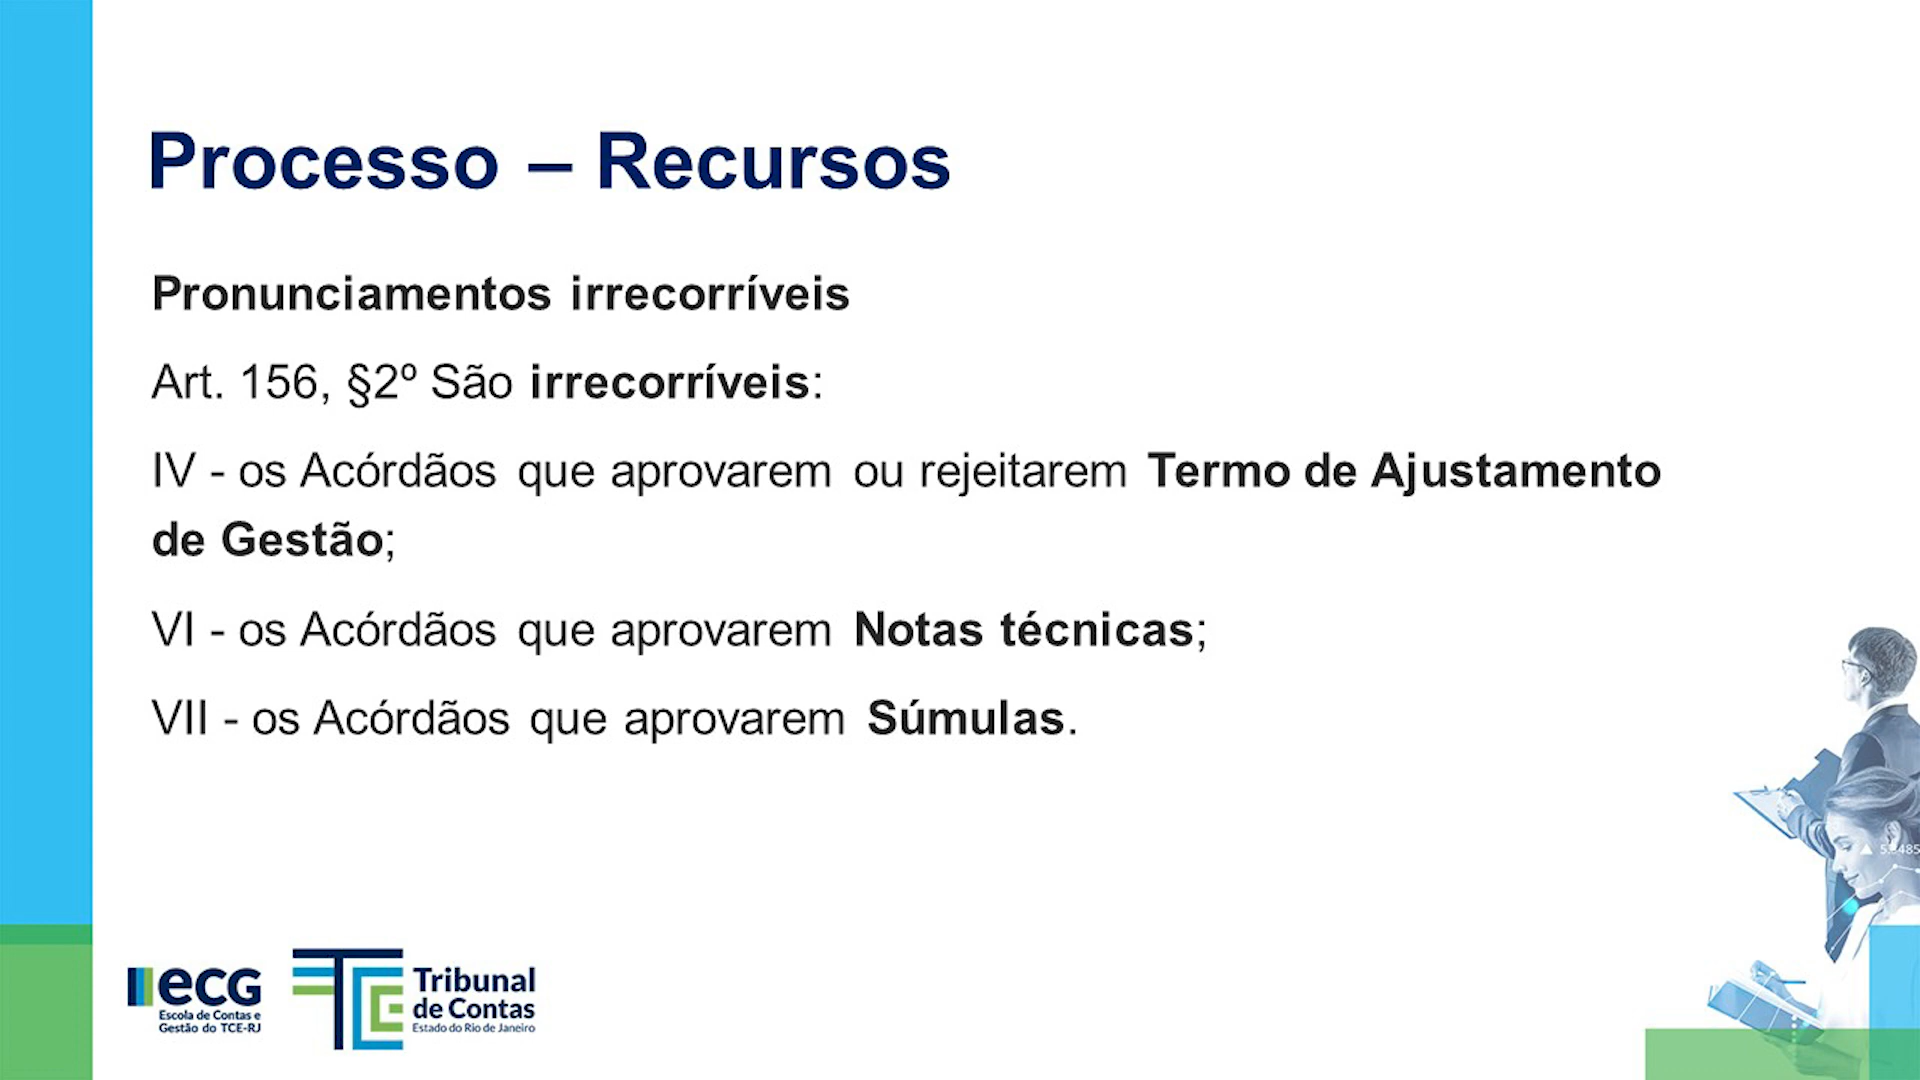 Processo – Recursos
Pronunciamentos irrecorríveis
Art. 156, §2º São irrecorríveis:
IV - os Acórdãos que aprovarem ou rejeitarem Termo de Ajustamento
de Gestão;
VI - os Acórdãos que aprovarem Notas técnicas;
VII - os Acórdãos que aprovarem Súmulas.
ecg
Escola de Contas e
Gestão do TCE-RJ
TCE
Tribunal
de Contas
Estado do Rio de Janeiro